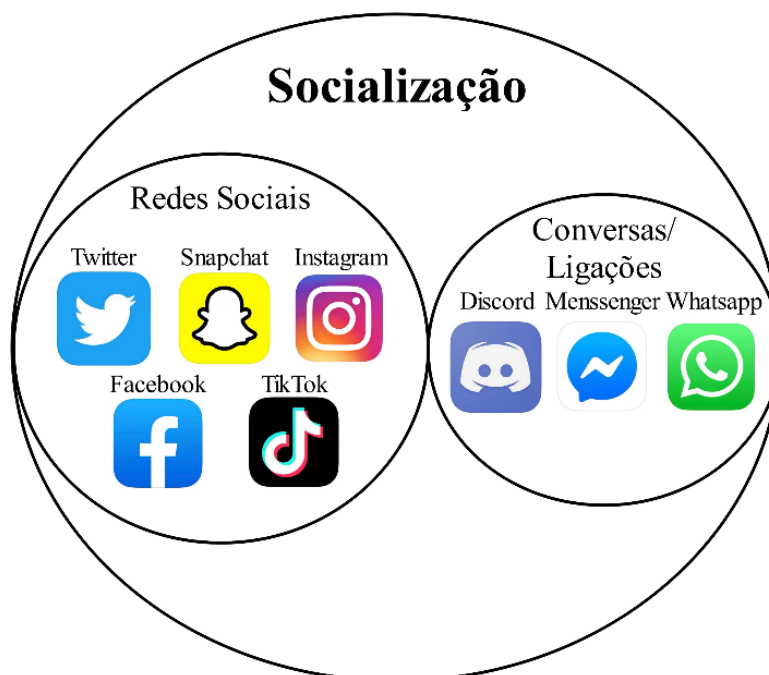 Socialização
Redes Sociais
Twitter Snapchat Instagram
Facebook TikTok
Conversas/
Ligações
Discord Menssenger Whatsapp